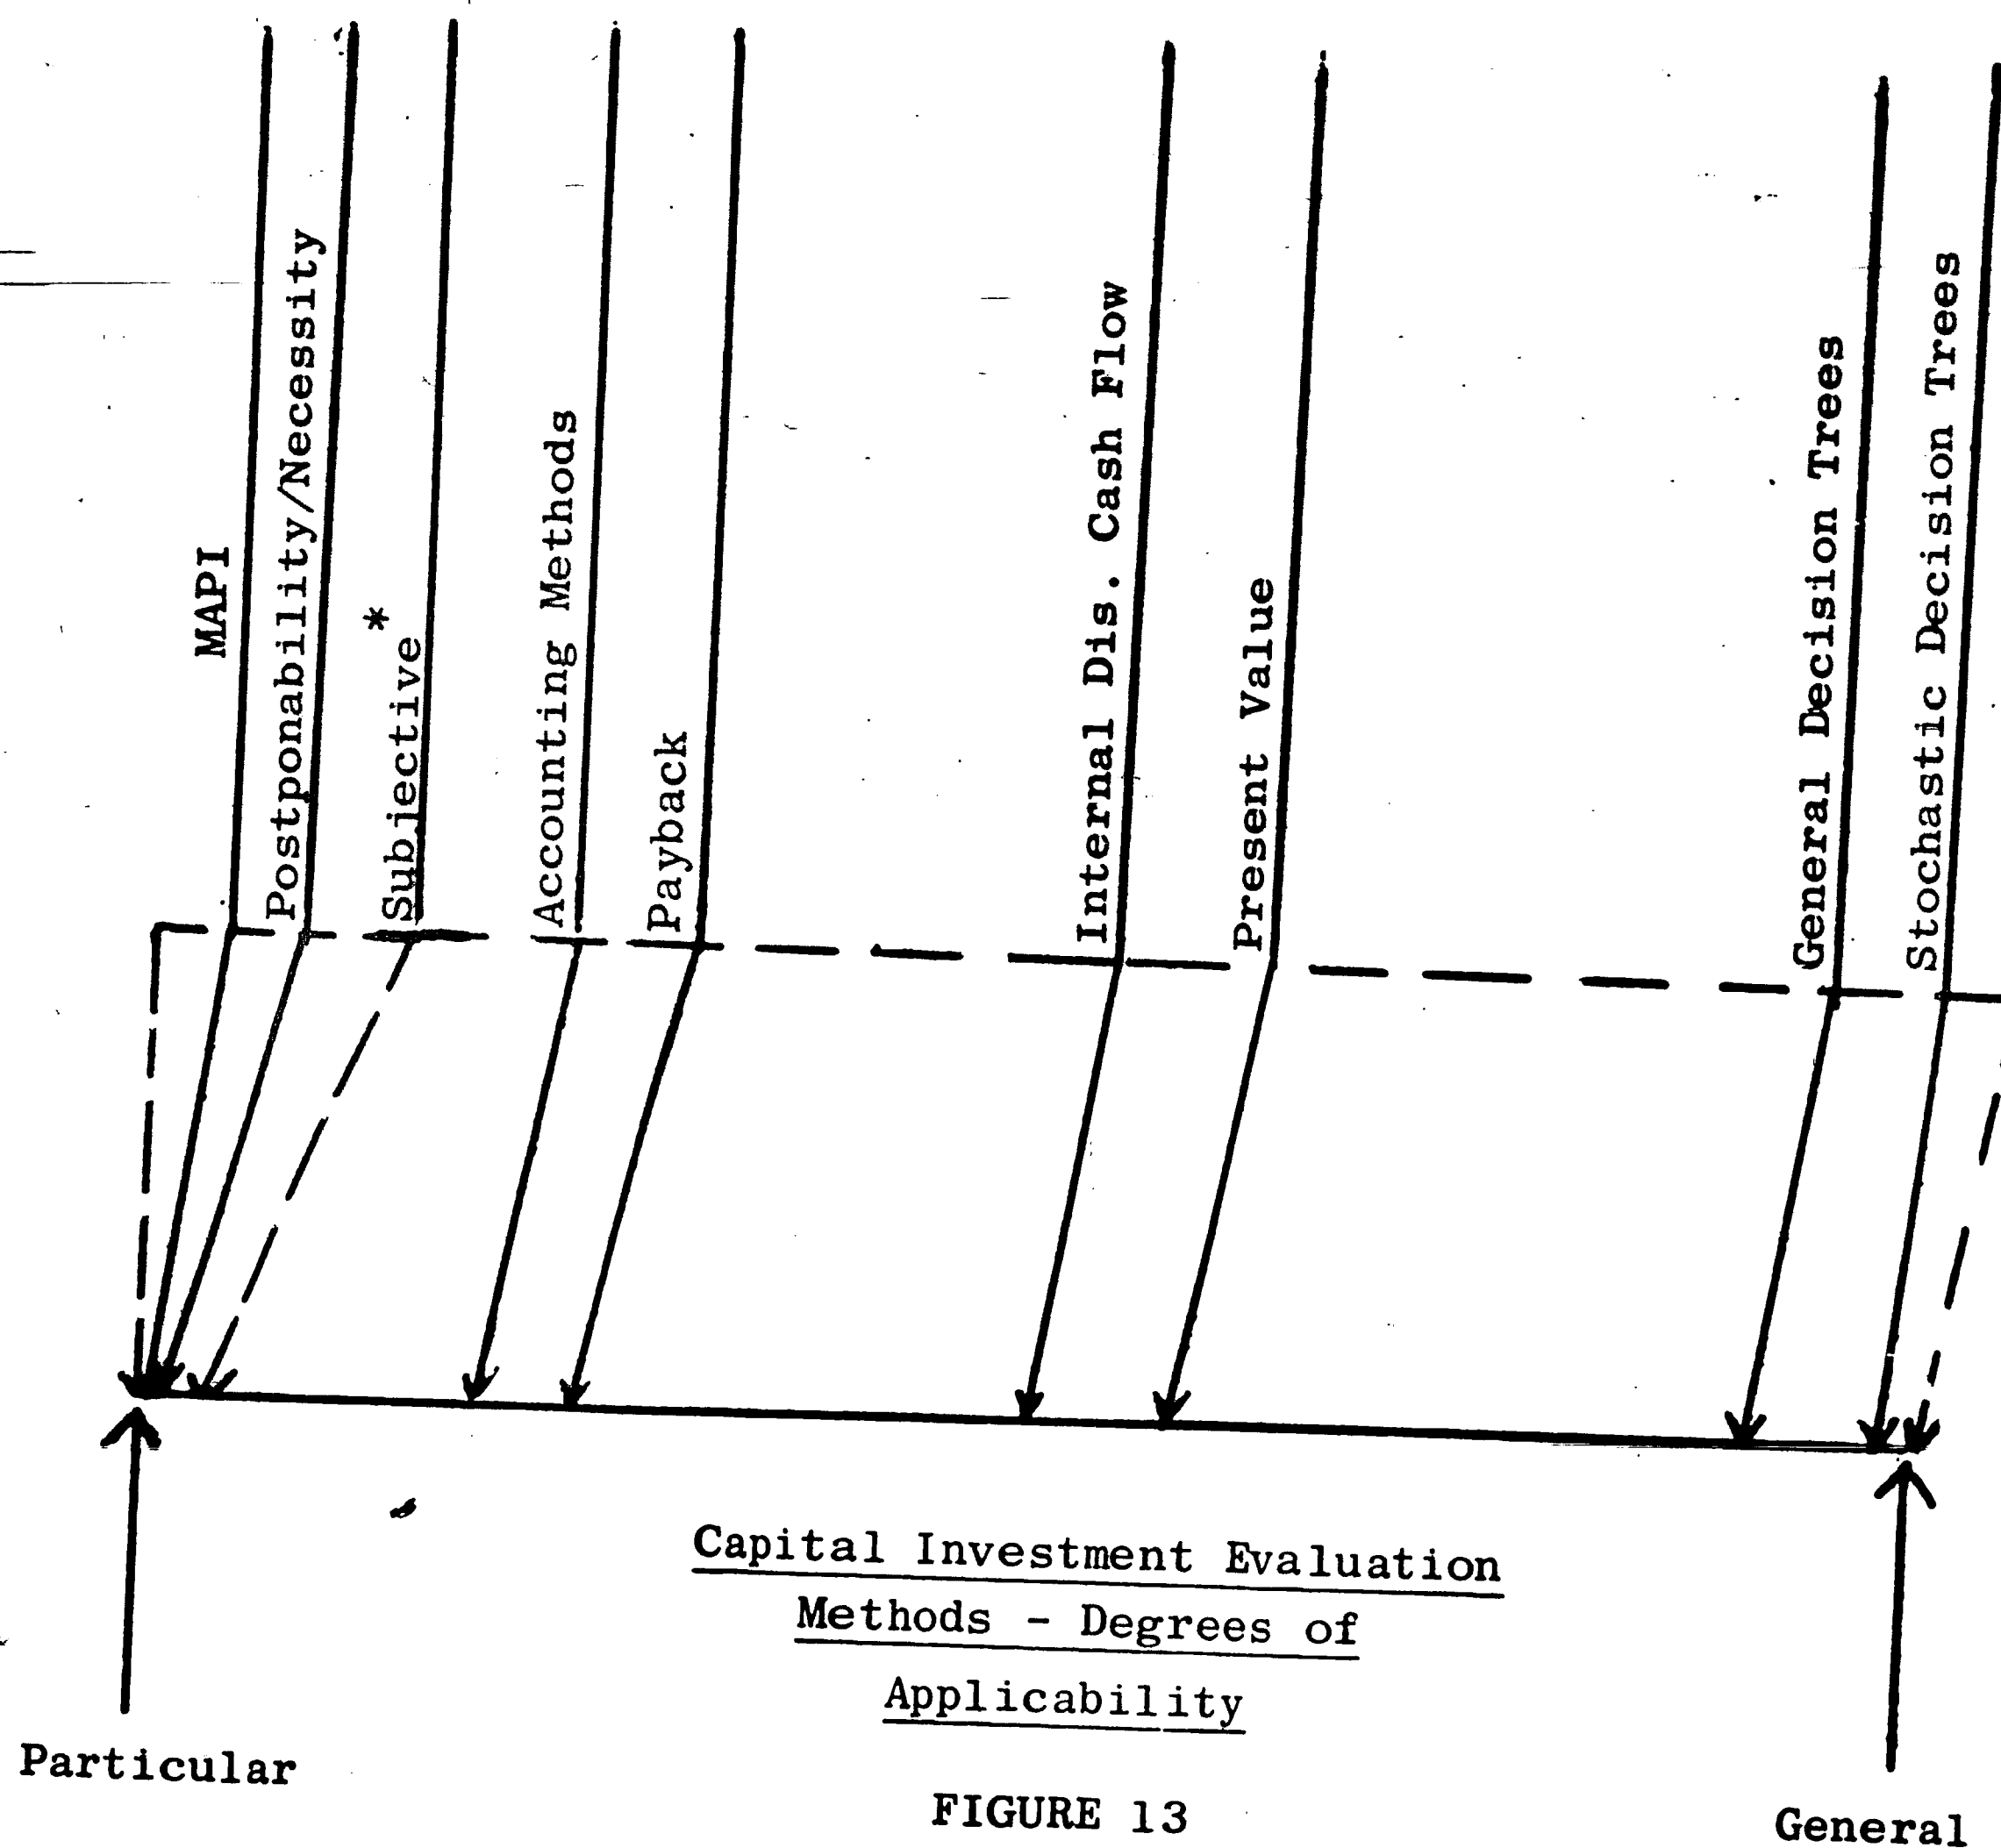 MAPI
Postponability/Necessity
Subjective*
Accounting Methods
Payback
Internal Dis. Cash Flow
Present Value
General Decision Trees
Stochastic Decision Trees
Capital Investment Evaluation
Methods - Degrees of
Applicability
Particular
FIGURE 13
General